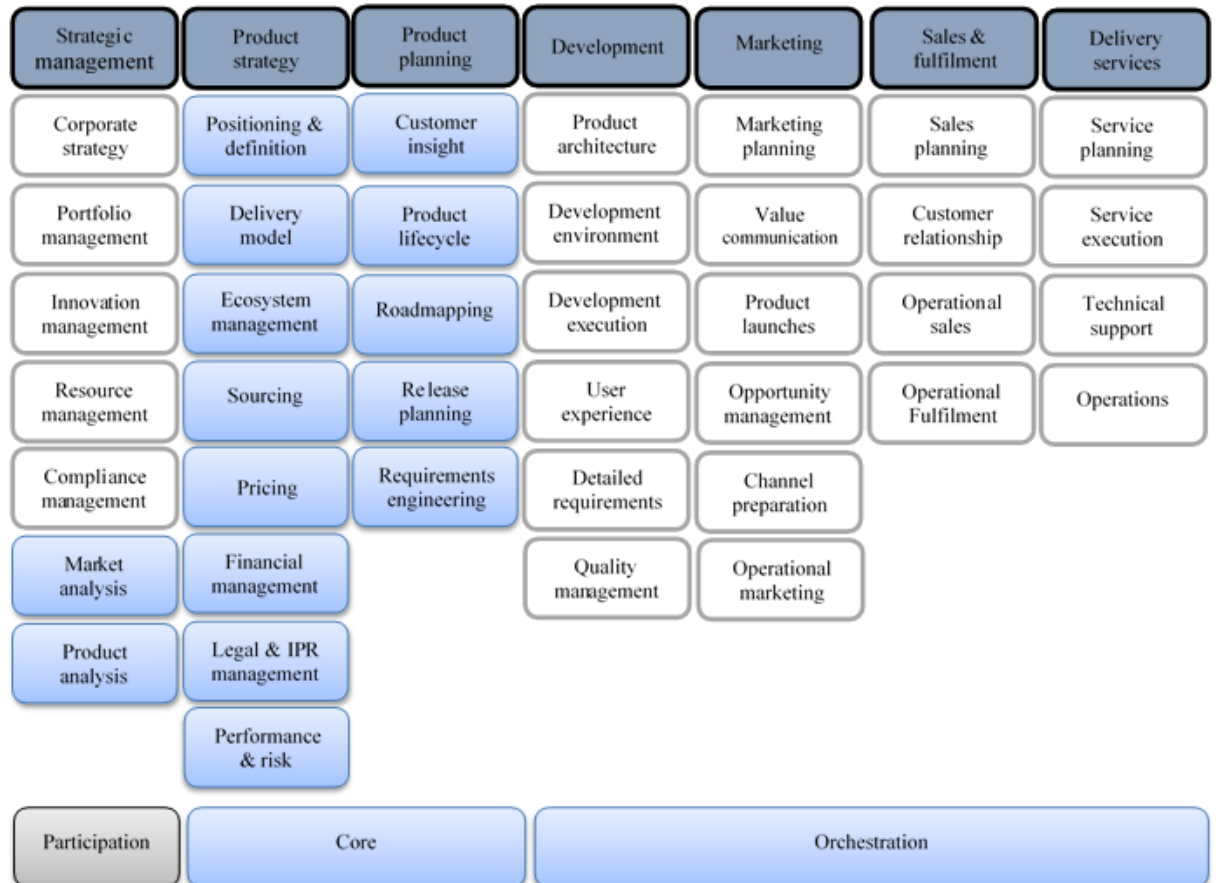 Strategic
management
Product
strategy
Product
planning
Development
Marketing
Sales &
fulfilment
Delivery
services
Corporate
strategy
Positioning &
definition
Customer
insight
Product
architecture
Marketing
planning
Sales
planning
Service
planning
Portfolio
management
Delivery
model
Product
lifecycle
Development
environment
Value
communication
Customer
relationship
Service
execution
Innovation
management
Ecosystem
management
Roadmapping
Development
execution
Product
launches
Operational
sales
Technical
support
Resource
management
Sourcing
Release
planning
User
experience
Opportunity
management
Operational
Fulfilment
Operations
Compliance
management
Pricing
Requirements
engineering
Detailed
requirements
Channel
preparation
Market
analysis
Financial
management
Quality
management
Operational
marketing
Product
analysis
Legal & IPR
management
Performance
& risk
Participation
Core
Orchestration